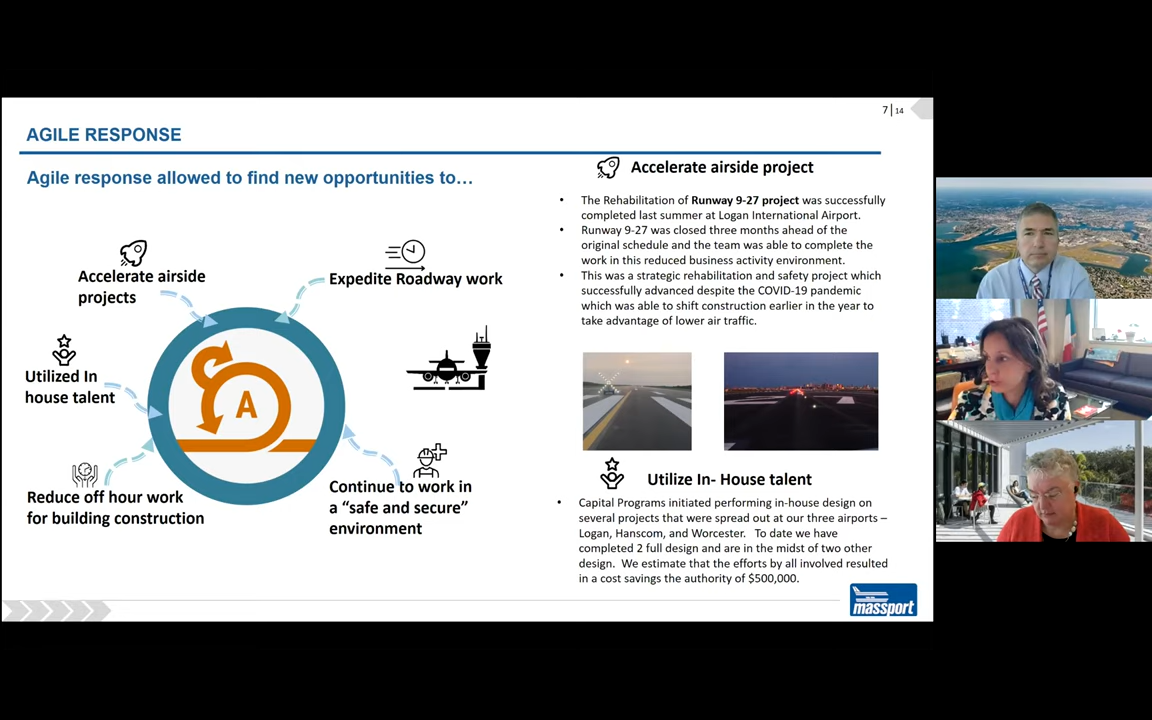 7 | 14
AGILE RESPONSE
Agile response allowed to find new opportunities to…
Accelerate airside
projects
Expedite Roadway work
Utilized In
house talent
A
Reduce off hour work
for building construction
Continue to work in
a “safe and secure”
environment
Accelerate airside project
• The Rehabilitation of Runway 9-27 project was successfully
completed last summer at Logan International Airport.
• Runway 9-27 was closed three months ahead of the
original schedule and the team was able to complete the
work in this reduced business activity environment.
• This was a strategic rehabilitation and safety project which
successfully advanced despite the COVID-19 pandemic
which was able to shift construction earlier in the year to
take advantage of lower air traffic.
Utilize In- House talent
• Capital Programs initiated performing in-house design on
several projects that were spread out at our three airports –
Logan, Hanscom, and Worcester. To date we have
completed 2 full design and are in the midst of two other
design. We estimate that the efforts by all involved resulted
in a cost savings the authority of $500,000.
massport